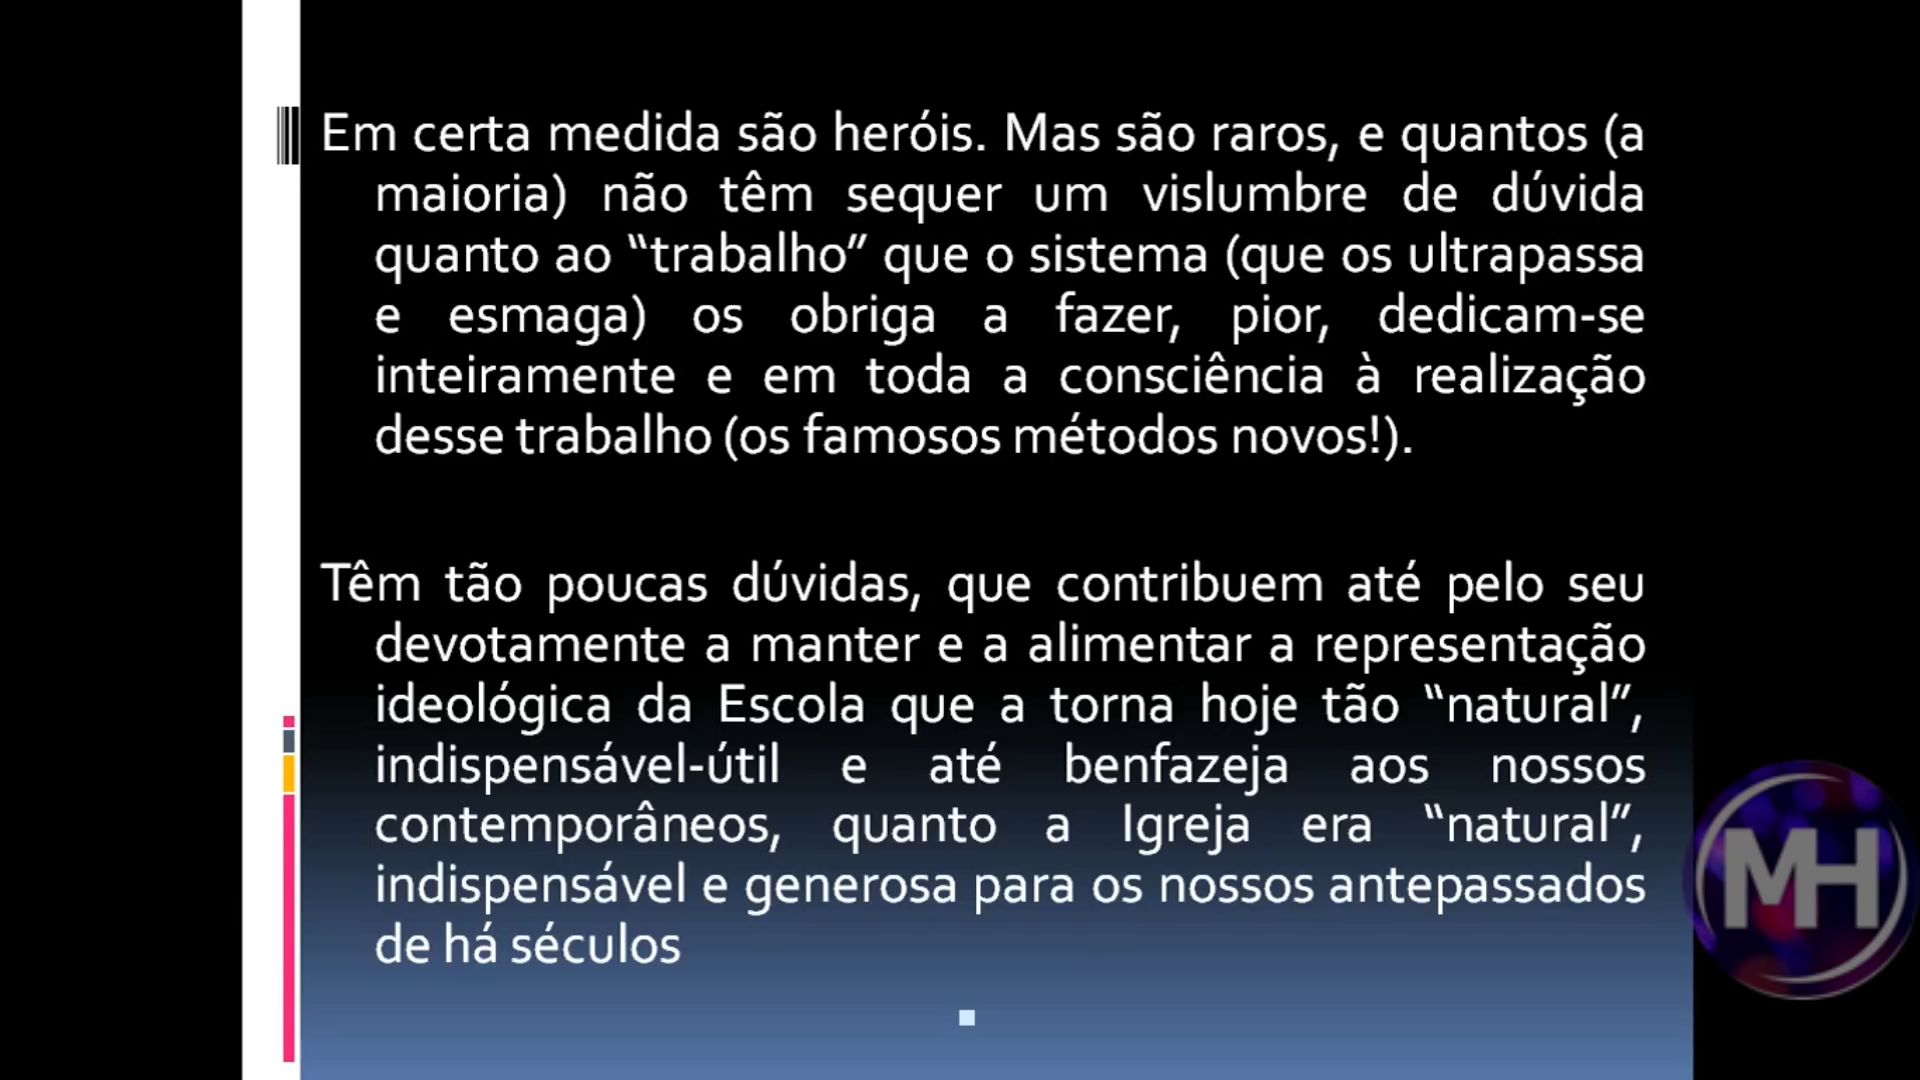 Em certa medida são heróis. Mas são raros, e quantos (a
maioria) não têm sequer um vislumbre de dúvida
quanto ao “trabalho” que o sistema (que os ultrapassa
e esmaga) os obriga a fazer, pior, dedicam-se
inteiramente e em toda a consciência à realização
desse trabalho (os famosos métodos novos!).
Têm tão poucas dúvidas, que contribuem até pelo seu
devotamente a manter e a alimentar a representação
ideológica da Escola que a torna hoje tão “natural”,
indispensável-útil e até benfazeja aos nossos
contemporâneos, quanto a Igreja era “natural”,
indispensável e generosa para os nossos antepassados
de há séculos
MH